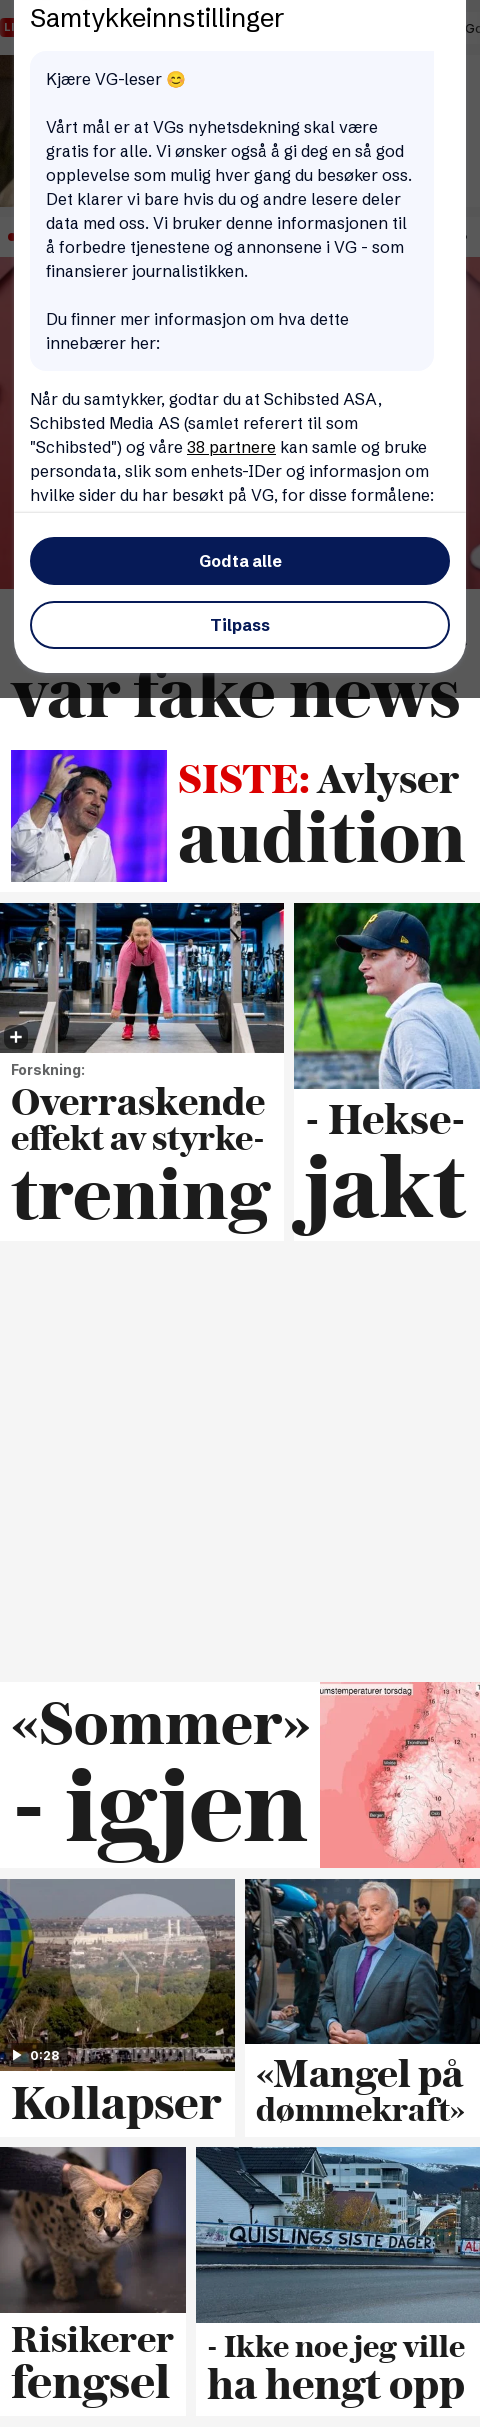 Samtykkeinnstillinger
Kjære VG-leser 😊
Vårt mål er at VGs nyhetsdekning skal være
gratis for alle. Vi ønsker også å gi deg en så god
opplevelse som mulig hver gang du besøker oss.
Det klarer vi bare hvis du og andre lesere deler
data med oss. Vi bruker denne informasjonen til
å forbedre tjenestene og annonsene i VG - som
finansierer journalistikken.
Du finner mer informasjon om hva dette
innebærer her:
Når du samtykker, godtar du at Schibsted ASA,
Schibsted Media AS (samlet referert til som
"Schibsted") og våre 38 partnere kan samle og bruke
persondata, slik som enhets-IDer og informasjon om
hvilke sider du har besøkt på VG, for disse formålene:
Godta alle
Tilpass
var fake news
SISTE: Avlyser
audition
Forskning:
Overraskende
effekt av styrke-
trening
- Hekse-
jakt
«Sommer»
- igjen
umstemperaturer torsdag
0:28
Kollapser
«Mangel på
dømmekraft»
QUISLINGS SISTE DAGER:
AL
Risikerer
fengsel
- Ikke noe jeg ville
ha hengt opp